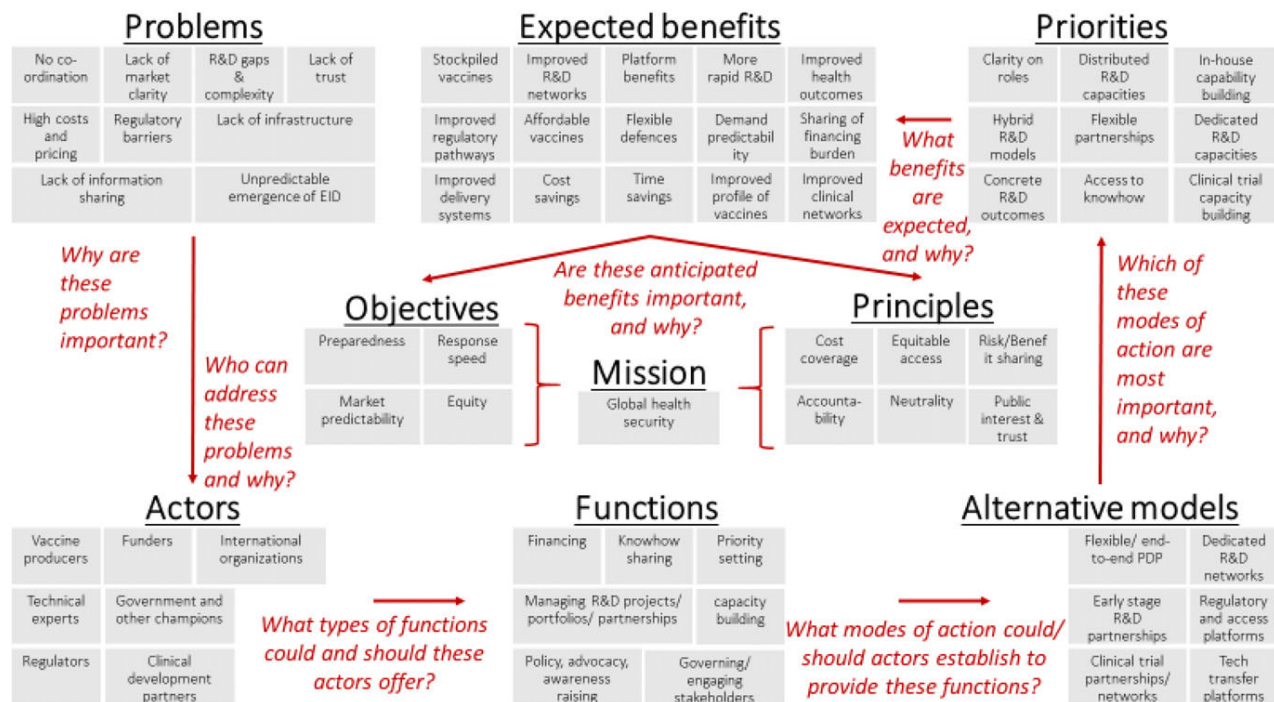 Problems
No co-
ordination
Lack of
market
clarity
R&D gaps
&
complexity
Lack of
trust
High costs
and
pricing
Regulatory
barriers
Lack of infrastructure
Lack of information
sharing
Unpredictable
emergence of EID
Expected benefits
Stockpiled
vaccines
Improved
R&D
networks
Platform
benefits
More
rapid R&D
Improved
health
outcomes
Improved
regulatory
pathways
Affordable
vaccines
Flexible
defences
Demand
predictabi
lity
Sharing of
financing
burden
Improved
delivery
systems
Cost
savings
Time
savings
Improved
profile of
vaccines
Improved
clinical
networks
Priorities
Clarity on
roles
Distributed
R&D
capacities
In-house
capability
building
Hybrid
R&D
models
Flexible
partnerships
Dedicated
R&D
capacities
Concrete
R&D
outcomes
Access to
knowhow
Clinical trial
capacity
building
What
benefits
are
expected,
and why?
Why are
these
problems
important?
Are these anticipated
benefits important,
and why?
Which of
these
modes of
action are
most
important,
and why?
Who can
address
these
problems
and why?
Objectives
Preparedness
Response
speed
Market
predictability
Equity
Mission
Global health
security
Principles
Cost
coverage
Equitable
access
Risk/Benef
it sharing
Accounta-
bility
Neutrality
Public
interest &
trust
Actors
Vaccine
producers
Funders
International
organizations
Technical
experts
Government and
other champions
Regulators
Clinical
development
partners
What types of functions
could and should these
actors offer?
Functions
Financing
Knowhow
sharing
Priority
setting
Managing R&D projects/
portfolios/ partnerships
capacity
building
Policy, advocacy,
awareness
raising
Governing/
engaging
stakeholders
What modes of action could/
should actors establish to
provide these functions?
Alternative models
Flexible/ end-
to-end PDP
Dedicated
R&D
networks
Early stage
R&D
partnerships
Regulatory
and access
platforms
Clinical trial
partnerships/
networks
Tech
transfer
platforms